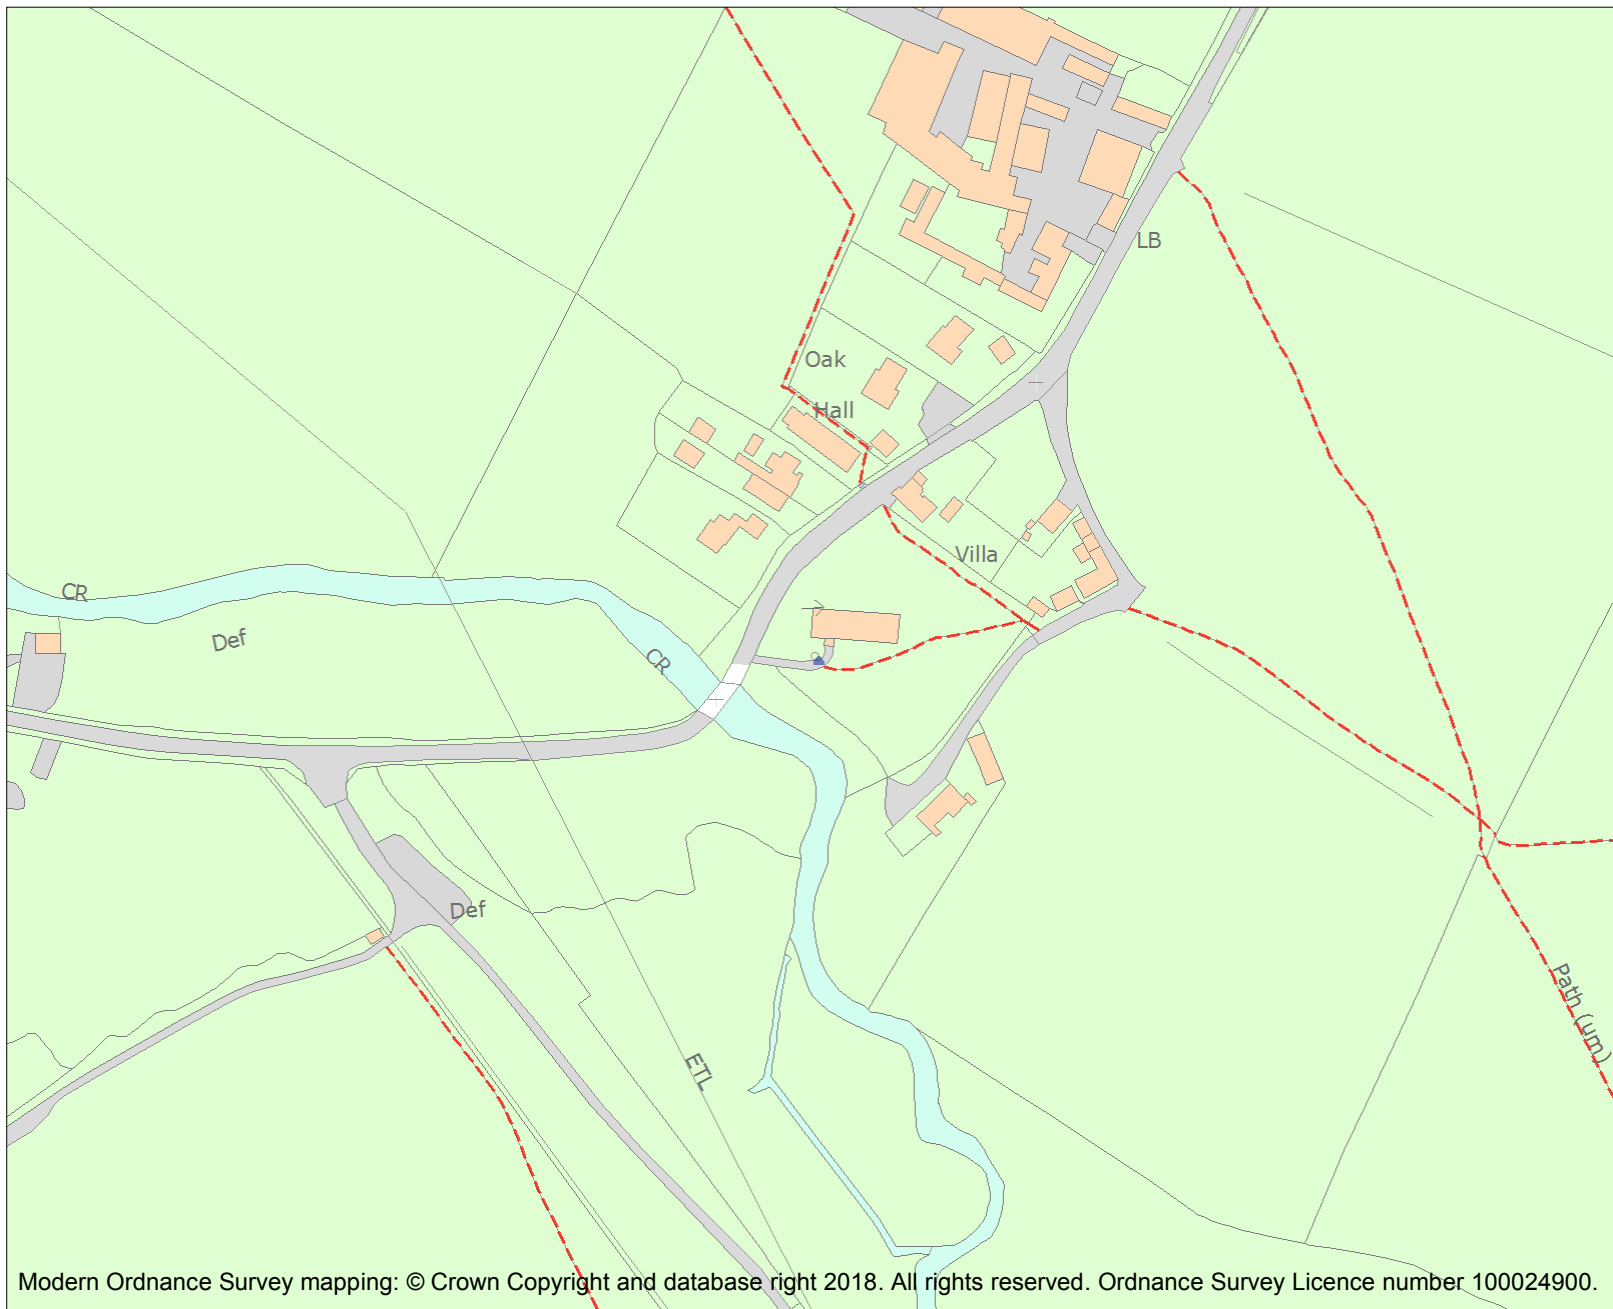 LB
Oak
Hall
Villa
CR
Def
CR
Def
Path (um)
ETL
Modern Ordnance Survey mapping: © Crown Copyright and database right 2018. All rights reserved. Ordnance Survey Licence number 100024900.